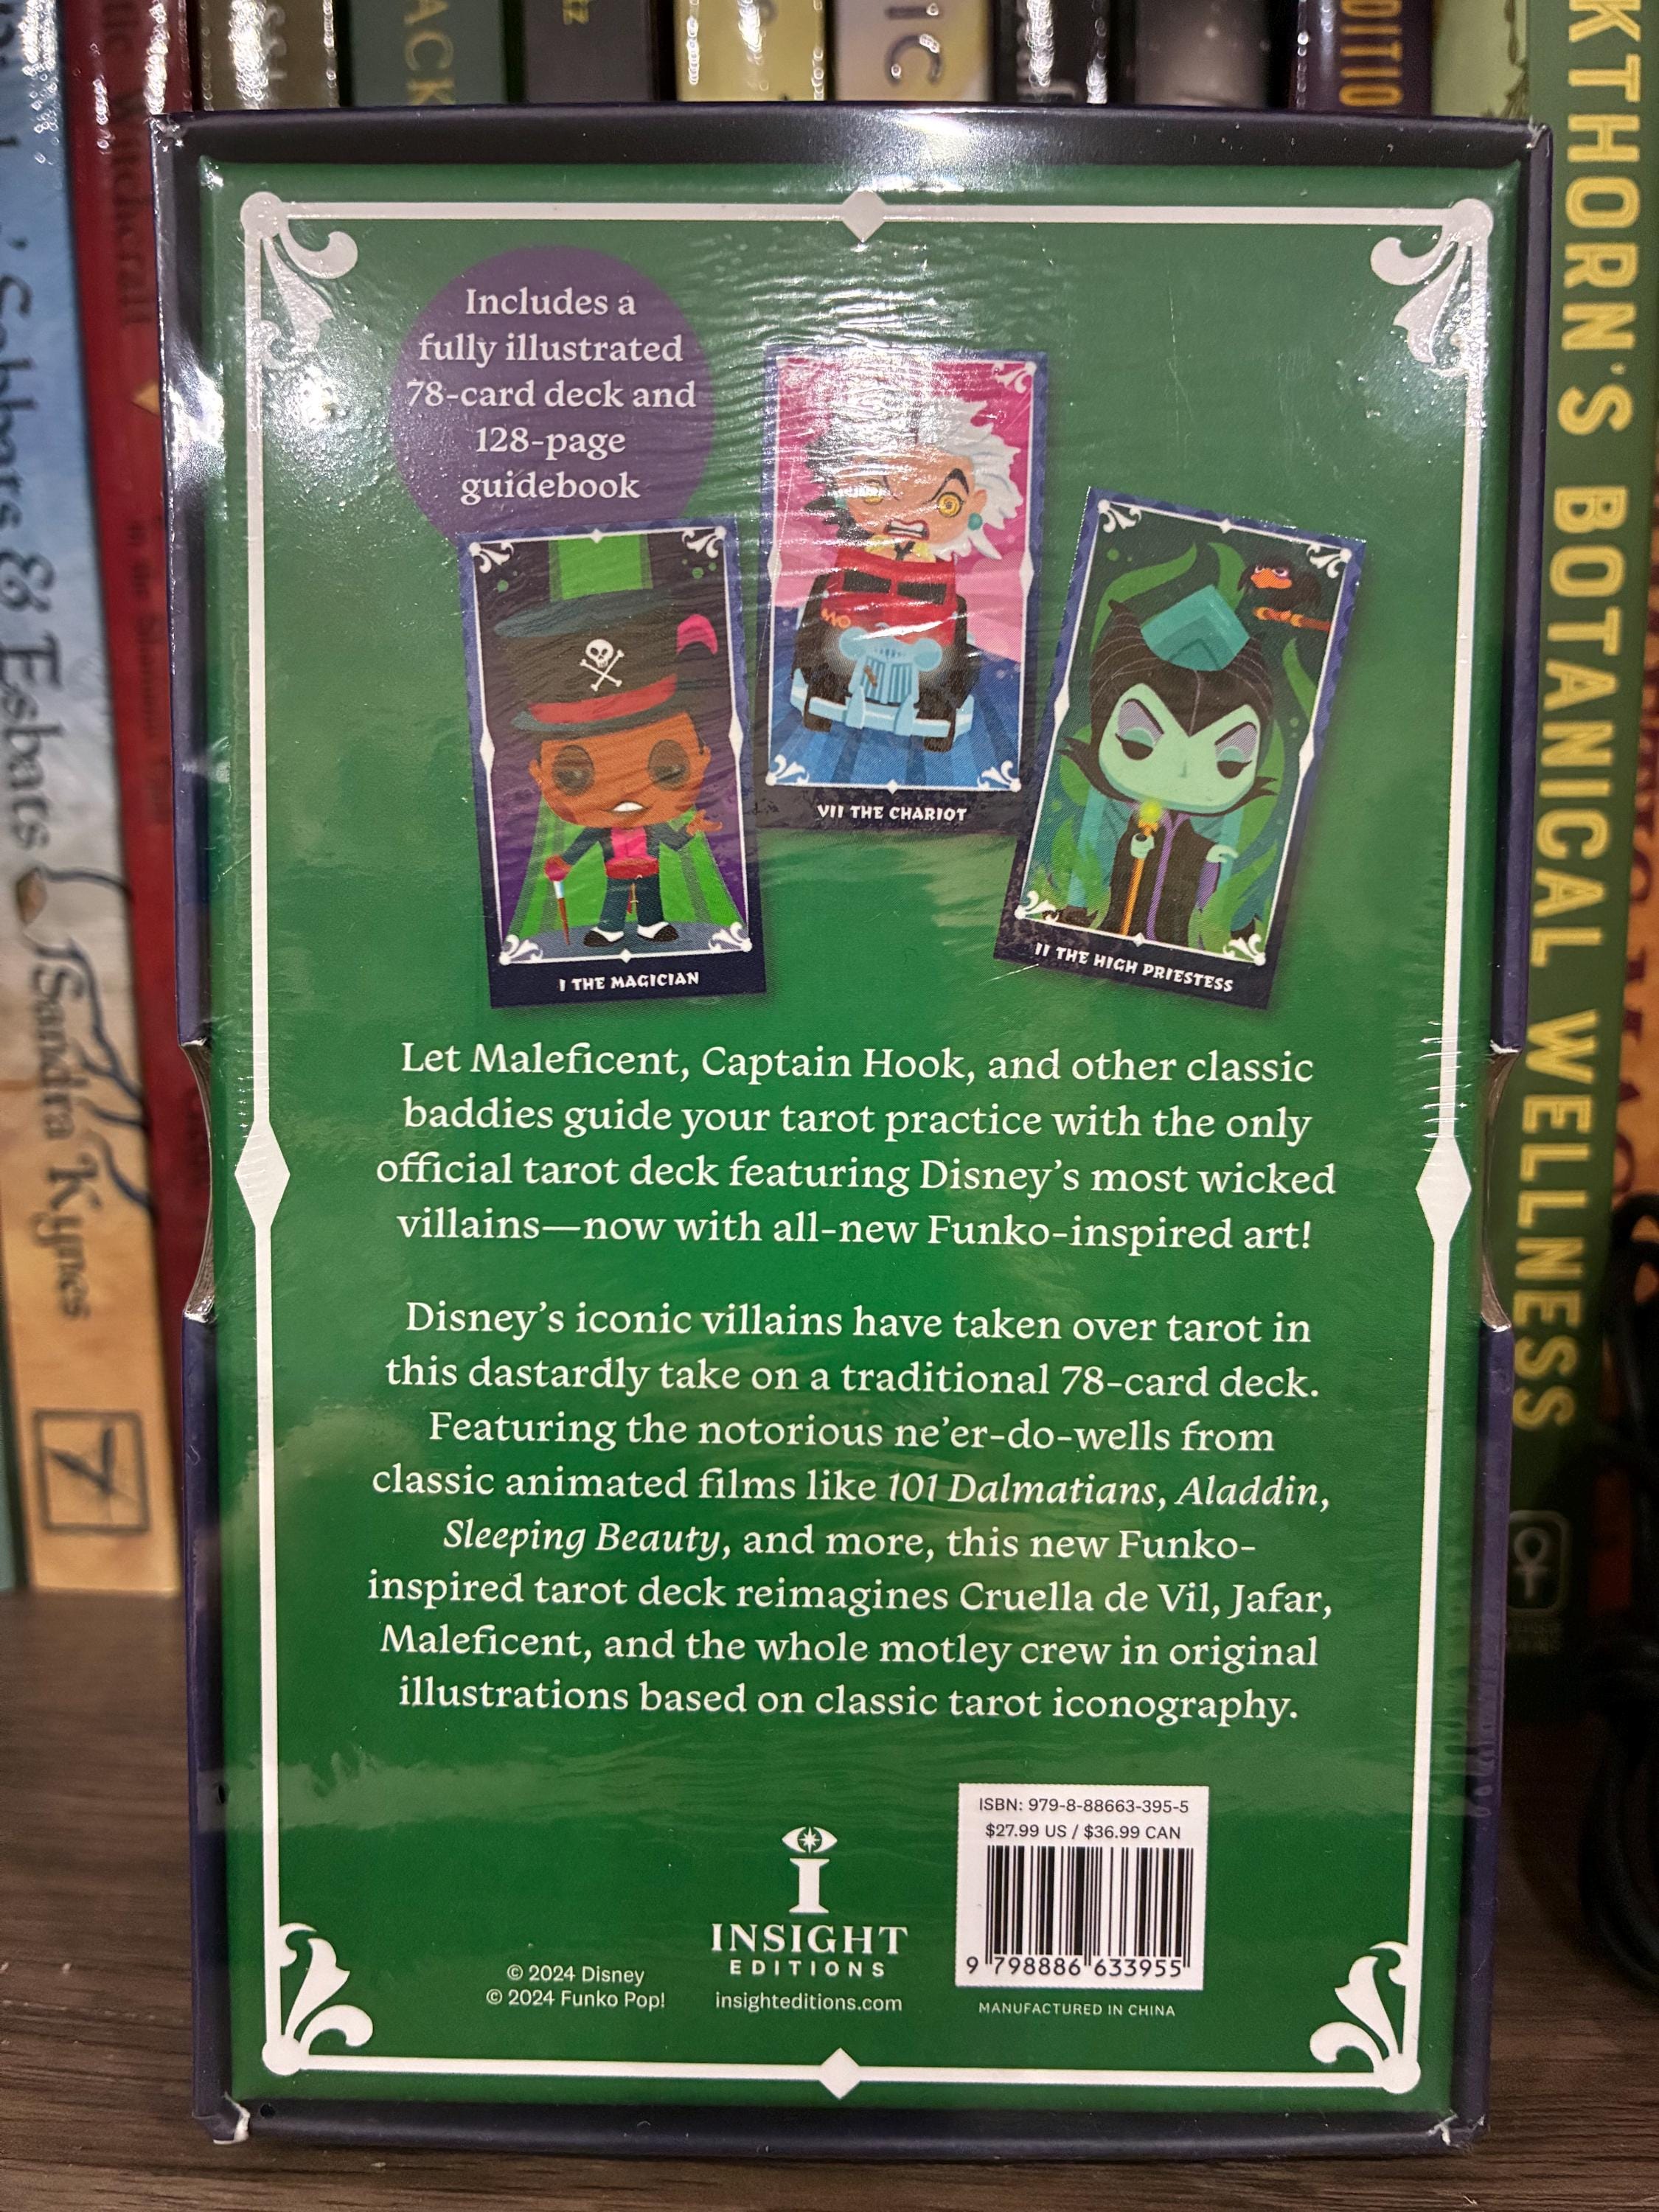 ACK
tz
IC
DITIO
KTHORN'S BOTANICAL WELLNESS
Sabbats & Esbats
Sandra Kynes
Includes a
fully illustrated
78-card deck and
128-page
guidebook
I THE MAGICIAN
VII THE CHARIOT
II THE HIGH PRIESTESS
Let Maleficent, Captain Hook, and other classic
baddies guide your tarot practice with the only
official tarot deck featuring Disney's most wicked
villains—now with all-new Funko-inspired art!
Disney's iconic villains have taken over tarot in
this dastardly take on a traditional 78-card deck.
Featuring the notorious ne'er-do-wells from
classic animated films like 101 Dalmatians, Aladdin,
Sleeping Beauty, and more, this new Funko-
inspired tarot deck reimagines Cruella de Vil, Jafar,
Maleficent, and the whole motley crew in original
illustrations based on classic tarot iconography.
© 2024 Disney
© 2024 Funko Pop!
INSIGHT
EDITIONS
insighteditions.com
ISBN: 979-8-88663-395-5
$27.99 US / $36.99 CAN
9 798886 633955
MANUFACTURED IN CHINA